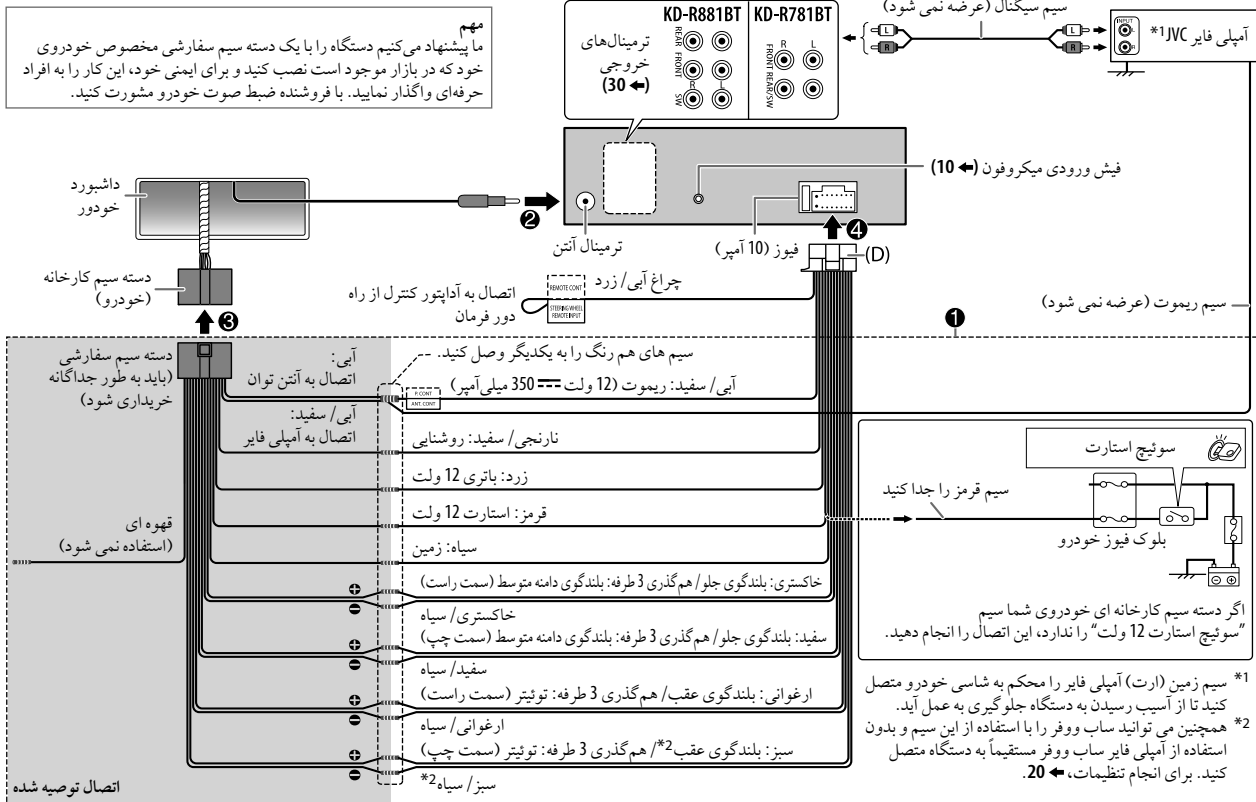 مهم
ما پیشنهاد می‌کنیم دستگاه را با یک دسته سیم سفارشی مخصوص خودروی
خود که در بازار موجود است نصب کنید و برای ایمنی خود، این کار را به افراد
حرفه‌ای واگذار نمایید. با فروشنده ضبط صوت خودرو مشورت کنید.
KD-R881BT
KD-R781BT
REAR
FRONT
SW
R
L
R
L
FRONT
REAR/SW
ترمینال‌های
خروجی
(➜ 30)
سیم سیگنال (عرضه نمی شود)
L
R
L
R
INPUT
L
R
آمپلی فایر JVC*1
داشبورد
خودور
ترمینال آنتن
❷
فیش ورودی میکروفون (➜ 10)
فیوز (10 آمپر)
❹
(D)
دسته سیم کارخانه
(خودرو)
❸
چراغ آبی/ زرد
REMOTE CONT
STEERING WHEEL
REMOTE INPUT
اتصال به آداپتور کنترل از راه
دور فرمان
سیم ریموت (عرضه نمی شود)
❶
دسته سیم سفارشی
(باید به طور جداگانه
خریداری شود)
آبی:
اتصال به آنتن توان
آبی/ سفید:
اتصال به آمپلی فایر
سیم های هم رنگ را به یکدیگر وصل کنید.
P. CONT
ANT. CONT
آبی/ سفید: ریموت (12 ولت ⎓ 350 میلی‌آمپر)
نارنجی/ سفید: روشنایی
زرد: باتری 12 ولت
قرمز: استارت 12 ولت
سیاه: زمین
قهوه ای
(استفاده نمی شود)
خاکستری: بلندگوی جلو/ هم‌گذری 3 طرفه: بلندگوی دامنه متوسط (سمت راست)
خاکستری/ سیاه
سفید: بلندگوی جلو/ هم‌گذری 3 طرفه: بلندگوی دامنه متوسط (سمت چپ)
سفید/ سیاه
ارغوانی: بلندگوی عقب/ هم‌گذری 3 طرفه: توئیتر (سمت راست)
ارغوانی/ سیاه
سبز: بلندگوی عقب*2/ هم‌گذری 3 طرفه: توئیتر (سمت چپ)
سبز/ سیاه*2
اتصال توصیه شده
سوئیچ استارت
سیم قرمز را جدا کنید
بلوک فیوز خودرو
اگر دسته سیم کارخانه ای خودروی شما سیم
"سوئیچ استارت 12 ولت" را ندارد، این اتصال را انجام دهید.
*1 سیم زمین (ارت) آمپلی فایر را محکم به شاسی خودرو متصل
کنید تا از آسیب رسیدن به دستگاه جلوگیری به عمل آید.
*2 همچنین می توانید ساب ووفر را با استفاده از این سیم و بدون
استفاده از آمپلی فایر ساب ووفر مستقیماً به دستگاه متصل
کنید. برای انجام تنظیمات، ➜ 20.